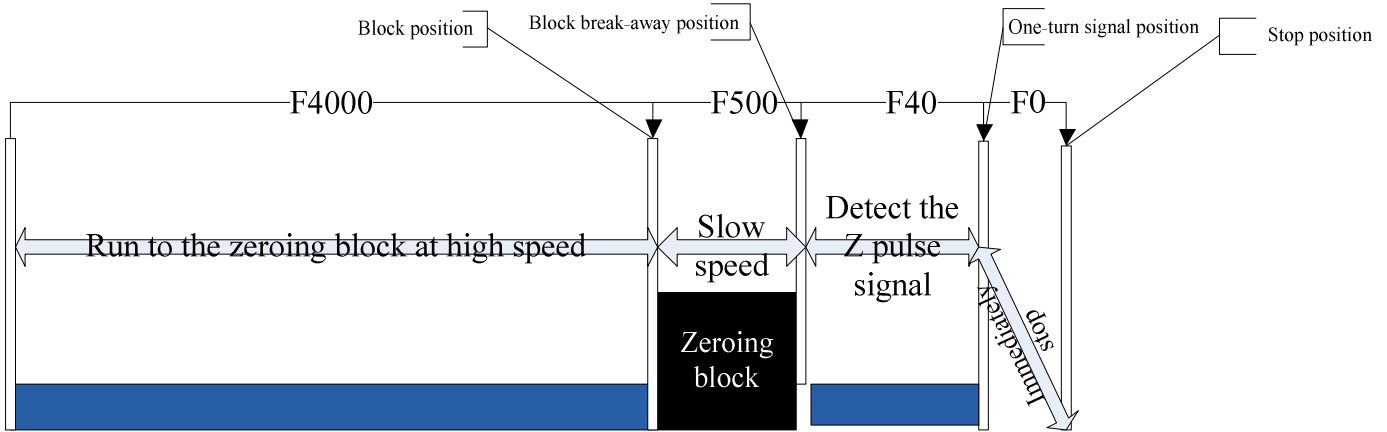 Block position
Block break-away position
One-turn signal position
Stop position
F4000
F500
F40
F0
Run to the zeroing block at high speed
Slow
speed
Detect the
Z pulse
signal
Immediately
stop
Zeroing
block